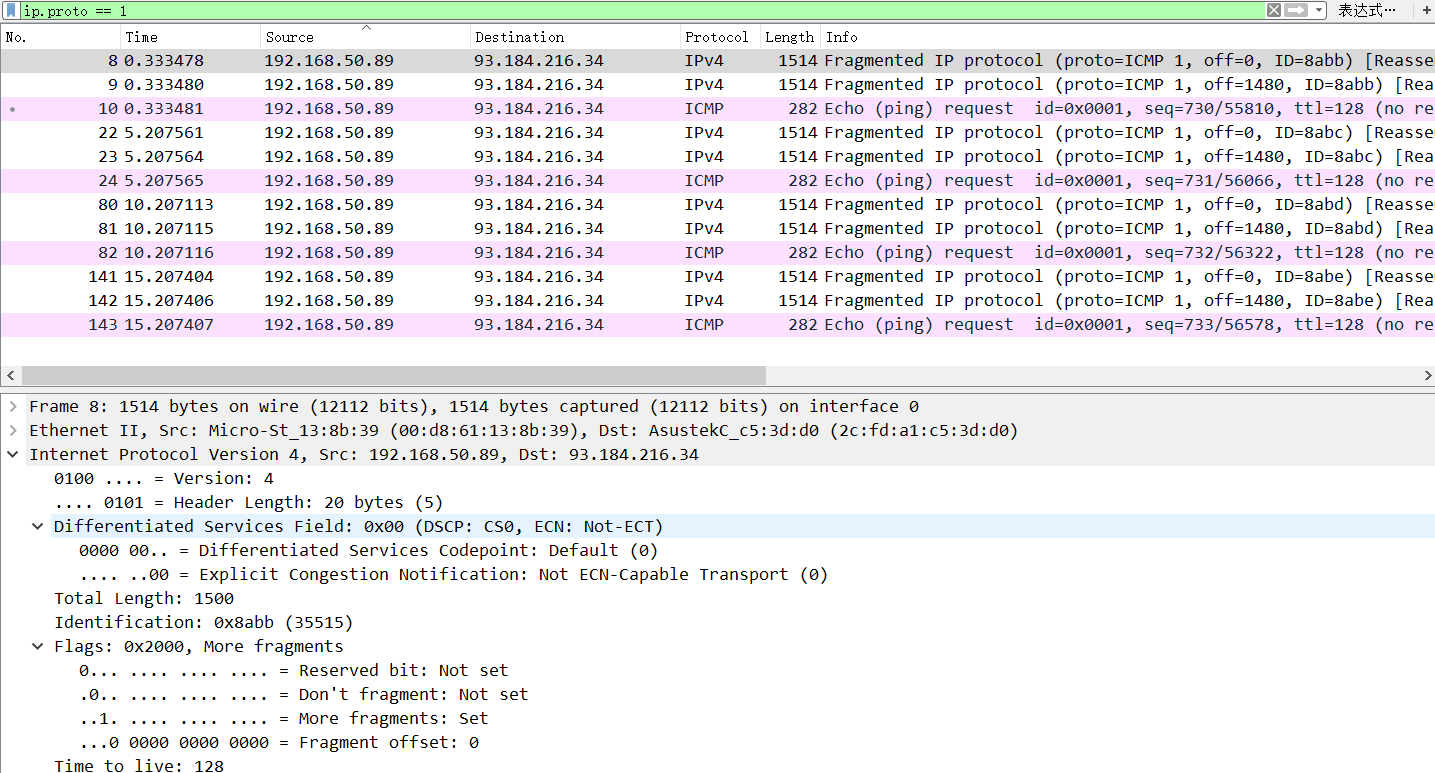 ip.proto == 1 表达式… +
No. Time Source Destination Protocol Length Info
8 0.333478 192.168.50.89 93.184.216.34 IPv4 1514 Fragmented IP protocol (proto=ICMP 1, off=0, ID=8abb) [Reasse
9 0.333480 192.168.50.89 93.184.216.34 IPv4 1514 Fragmented IP protocol (proto=ICMP 1, off=1480, ID=8abb) [Rea
10 0.333481 192.168.50.89 93.184.216.34 ICMP 282 Echo (ping) request id=0x0001, seq=730/55810, ttl=128 (no re
22 5.207561 192.168.50.89 93.184.216.34 IPv4 1514 Fragmented IP protocol (proto=ICMP 1, off=0, ID=8abc) [Reasse
23 5.207564 192.168.50.89 93.184.216.34 IPv4 1514 Fragmented IP protocol (proto=ICMP 1, off=1480, ID=8abc) [Rea
24 5.207565 192.168.50.89 93.184.216.34 ICMP 282 Echo (ping) request id=0x0001, seq=731/56066, ttl=128 (no re
80 10.207113 192.168.50.89 93.184.216.34 IPv4 1514 Fragmented IP protocol (proto=ICMP 1, off=0, ID=8abd) [Reasse
81 10.207115 192.168.50.89 93.184.216.34 IPv4 1514 Fragmented IP protocol (proto=ICMP 1, off=1480, ID=8abd) [Rea
82 10.207116 192.168.50.89 93.184.216.34 ICMP 282 Echo (ping) request id=0x0001, seq=732/56322, ttl=128 (no re
141 15.207404 192.168.50.89 93.184.216.34 IPv4 1514 Fragmented IP protocol (proto=ICMP 1, off=0, ID=8abe) [Reasse
142 15.207406 192.168.50.89 93.184.216.34 IPv4 1514 Fragmented IP protocol (proto=ICMP 1, off=1480, ID=8abe) [Rea
143 15.207407 192.168.50.89 93.184.216.34 ICMP 282 Echo (ping) request id=0x0001, seq=733/56578, ttl=128 (no re
Frame 8: 1514 bytes on wire (12112 bits), 1514 bytes captured (12112 bits) on interface 0
Ethernet II, Src: Micro-St_13:8b:39 (00:d8:61:13:8b:39), Dst: AsustekC_c5:3d:d0 (2c:fd:a1:c5:3d:d0)
Internet Protocol Version 4, Src: 192.168.50.89, Dst: 93.184.216.34
0100 .... = Version: 4
.... 0101 = Header Length: 20 bytes (5)
Differentiated Services Field: 0x00 (DSCP: CS0, ECN: Not-ECT)
0000 00.. = Differentiated Services Codepoint: Default (0)
.... ..00 = Explicit Congestion Notification: Not ECN-Capable Transport (0)
Total Length: 1500
Identification: 0x8abb (35515)
Flags: 0x2000, More fragments
0... .... .... .... = Reserved bit: Not set
.0.. .... .... .... = Don't fragment: Not set
..1. .... .... .... = More fragments: Set
...0 0000 0000 0000 = Fragment offset: 0
Time to live: 128